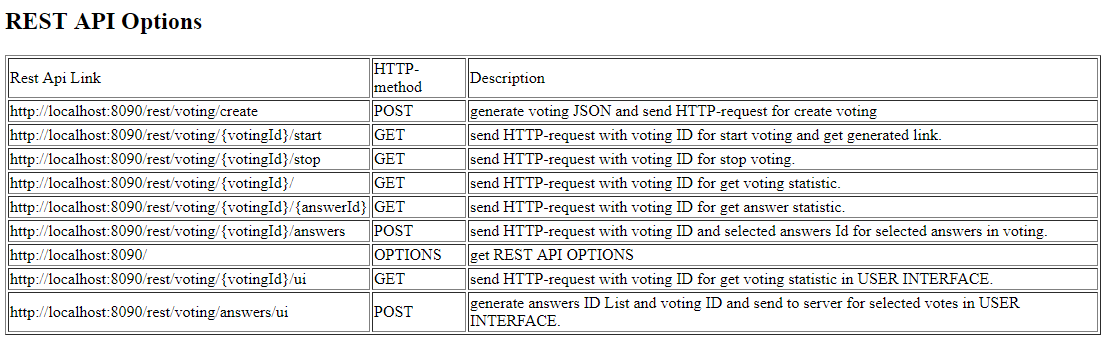 REST API Options
Rest Api Link HTTP-method Description
http://localhost:8090/rest/voting/create POST generate voting JSON and send HTTP-request for create voting
http://localhost:8090/rest/voting/{votingId}/start GET send HTTP-request with voting ID for start voting and get generated link.
http://localhost:8090/rest/voting/{votingId}/stop GET send HTTP-request with voting ID for stop voting.
http://localhost:8090/rest/voting/{votingId}/ GET send HTTP-request with voting ID for get voting statistic.
http://localhost:8090/rest/voting/{votingId}/{answerId} GET send HTTP-request with voting ID for get answer statistic.
http://localhost:8090/rest/voting/{votingId}/answers POST send HTTP-request with voting ID and selected answers Id for selected answers in voting.
http://localhost:8090/ OPTIONS get REST API OPTIONS
http://localhost:8090/rest/voting/{votingId}/ui GET send HTTP-request with voting ID for get voting statistic in USER INTERFACE.
http://localhost:8090/rest/voting/answers/ui POST generate answers ID List and voting ID and send to server for selected votes in USER
INTERFACE.